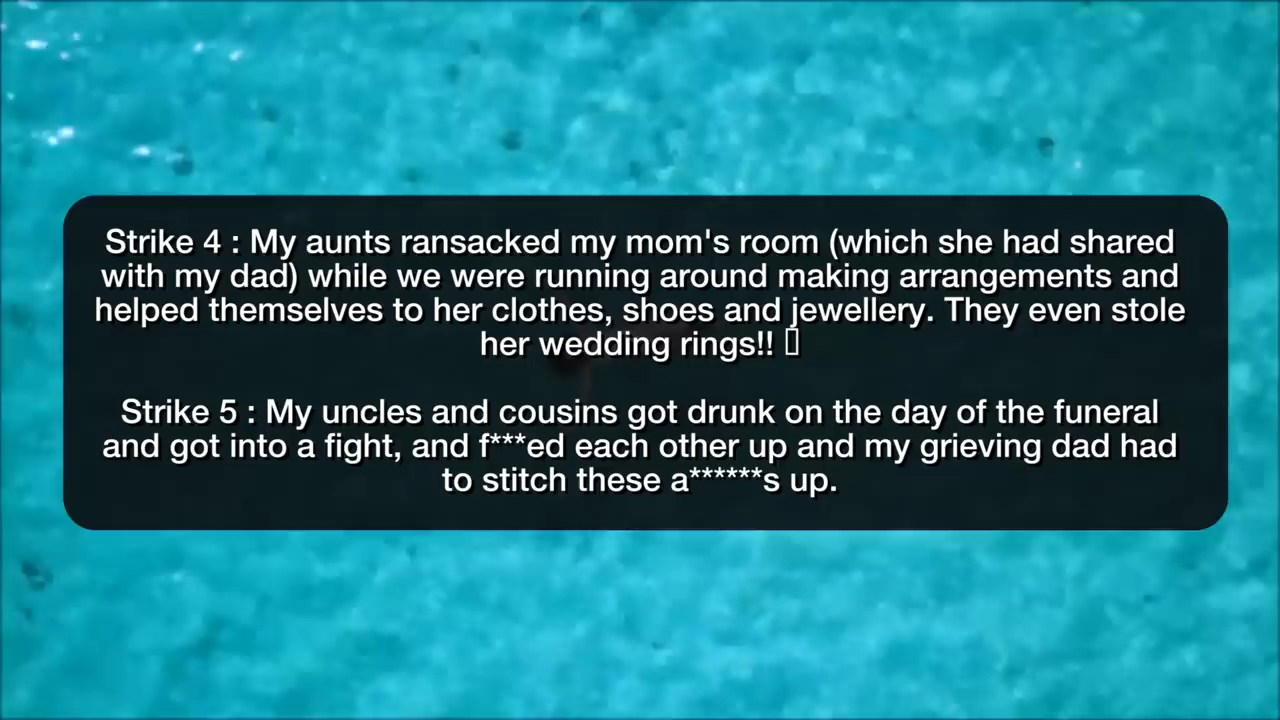 Strike 4 : My aunts ransacked my mom's room (which she had shared
with my dad) while we were running around making arrangements and
helped themselves to her clothes, shoes and jewellery. They even stole
her wedding rings!! 
Strike 5 : My uncles and cousins got drunk on the day of the funeral
and got into a fight, and f***ed each other up and my grieving dad had
to stitch these a******s up.